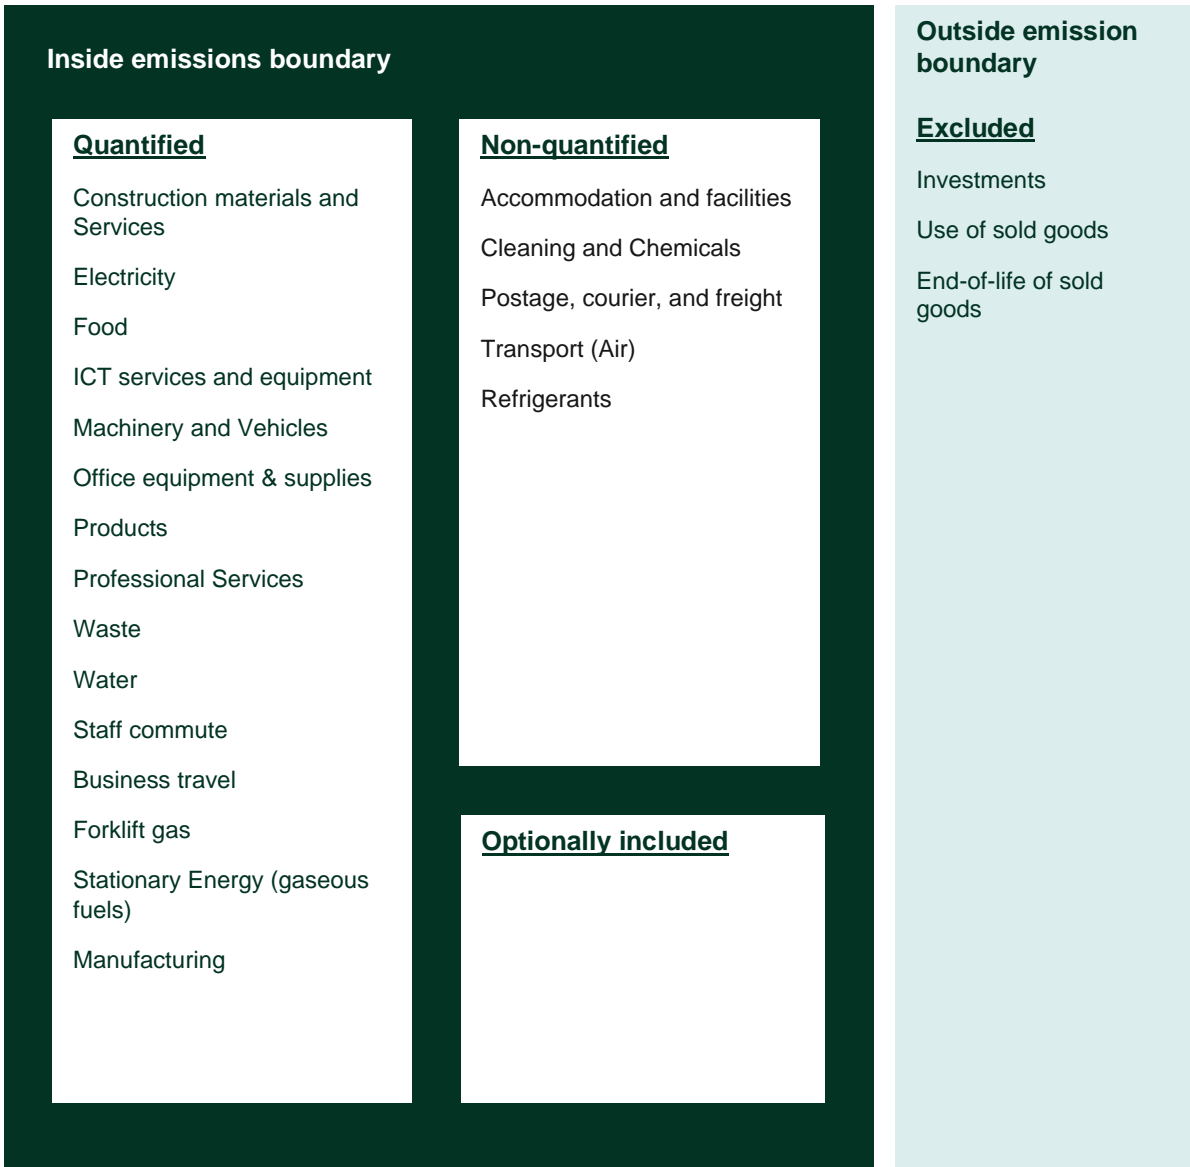 Inside emissions boundary
Quantified
Construction materials and
Services
Electricity
Food
ICT services and equipment
Machinery and Vehicles
Office equipment & supplies
Products
Professional Services
Waste
Water
Staff commute
Business travel
Forklift gas
Stationary Energy (gaseous
fuels)
Manufacturing
Non-quantified
Accommodation and facilities
Cleaning and Chemicals
Postage, courier, and freight
Transport (Air)
Refrigerants
Optionally included
Outside emission
boundary
Excluded
Investments
Use of sold goods
End-of-life of sold
goods